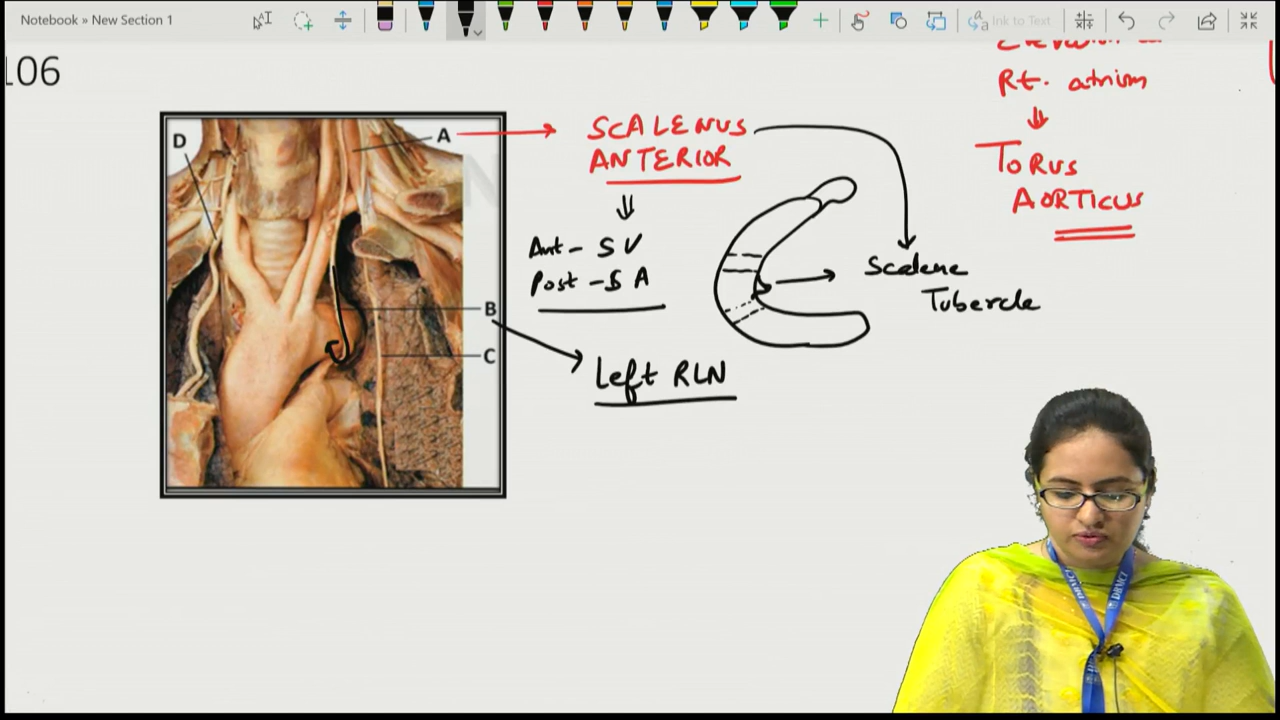 Notebook » New Section 1
Ink to Text
106
Rt. atrium
TORUS
AORTICUS
D
A
B
C
SCALENUS
ANTERIOR
Ant - SV
Post - SA
Scalene
Tubercle
Left RLN
DBMCI